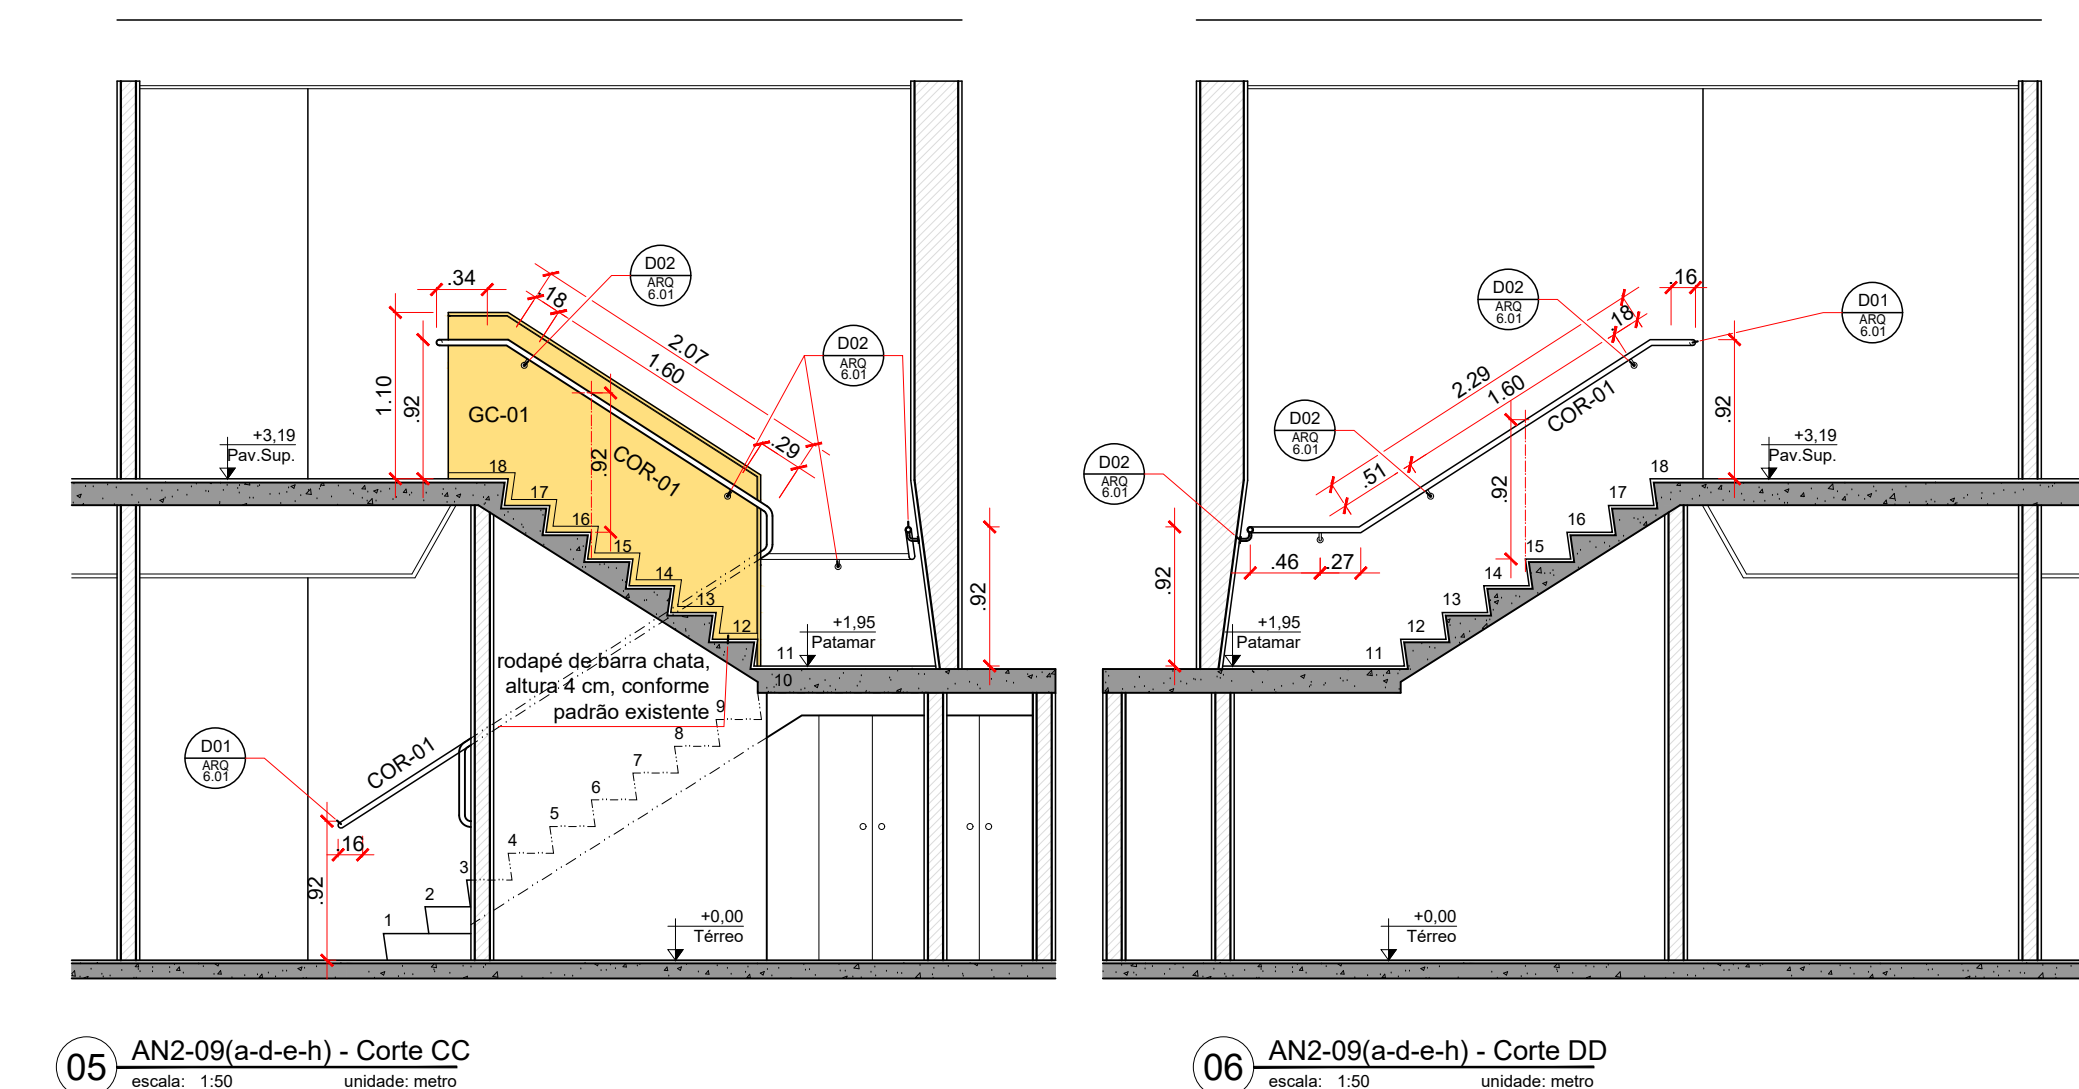 D02
ARQ
6.01
.34
.18
2.07
1.60
D02
ARQ
6.01
1.10
.92
GC-01
.92
COR-01
.29
+3,19
Pav.Sup.
18
17
16
15
14
13
12
11
10
9
8
7
6
5
4
3
2
1
.92
+1,95
Patamar
rodapé de barra chata,
altura 4 cm, conforme
padrão existente
D01
ARQ
6.01
COR-01
.16
.92
+0,00
Térreo
05
AN2-09(a-d-e-h) - Corte CC
escala: 1:50 unidade: metro
D02
ARQ
6.01
.16
D01
ARQ
6.01
.18
2.29
1.60
COR-01
D02
ARQ
6.01
.51
.92
.92
D02
ARQ
6.01
+3,19
Pav.Sup.
18
17
16
15
14
13
12
11
.46
.27
.92
+1,95
Patamar
+0,00
Térreo
06
AN2-09(a-d-e-h) - Corte DD
escala: 1:50 unidade: metro